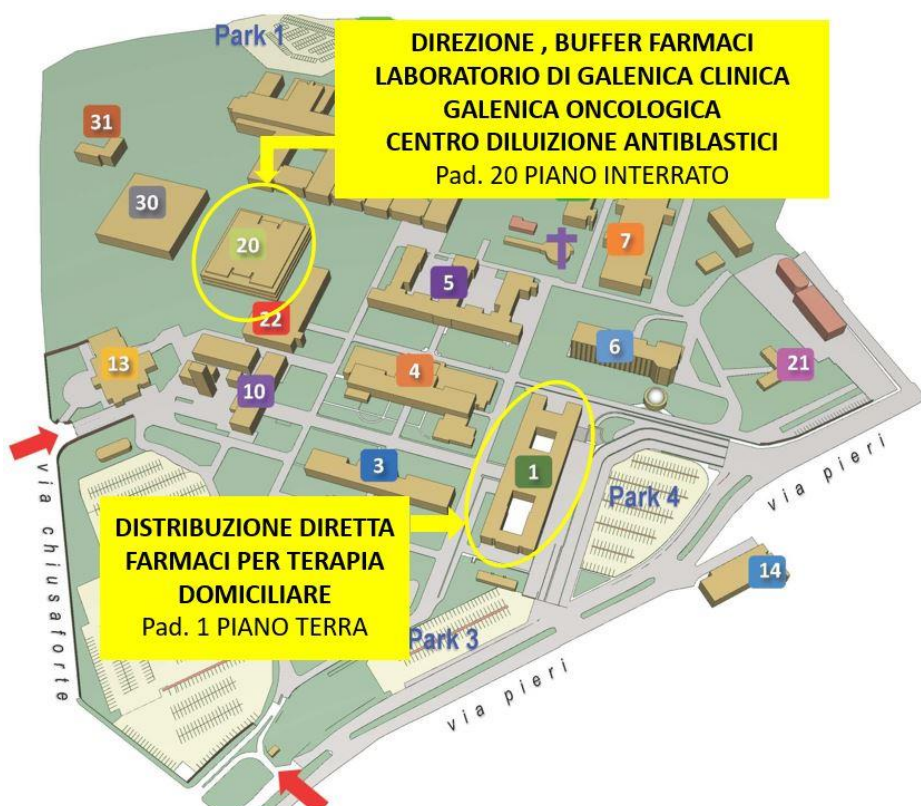 Park 1
DIREZIONE , BUFFER FARMACI
LABORATORIO DI GALENICA CLINICA
GALENICA ONCOLOGICA
CENTRO DILUIZIONE ANTIBLASTICI
Pad. 20 PIANO INTERRATO
31
30
20
7
5
22
6
13
4
21
10
3
1
Park 4
via pieri
via chiusaforte
DISTRIBUZIONE DIRETTA
FARMACI PER TERAPIA
DOMICILIARE
Pad. 1 PIANO TERRA
14
Park 3
via pieri